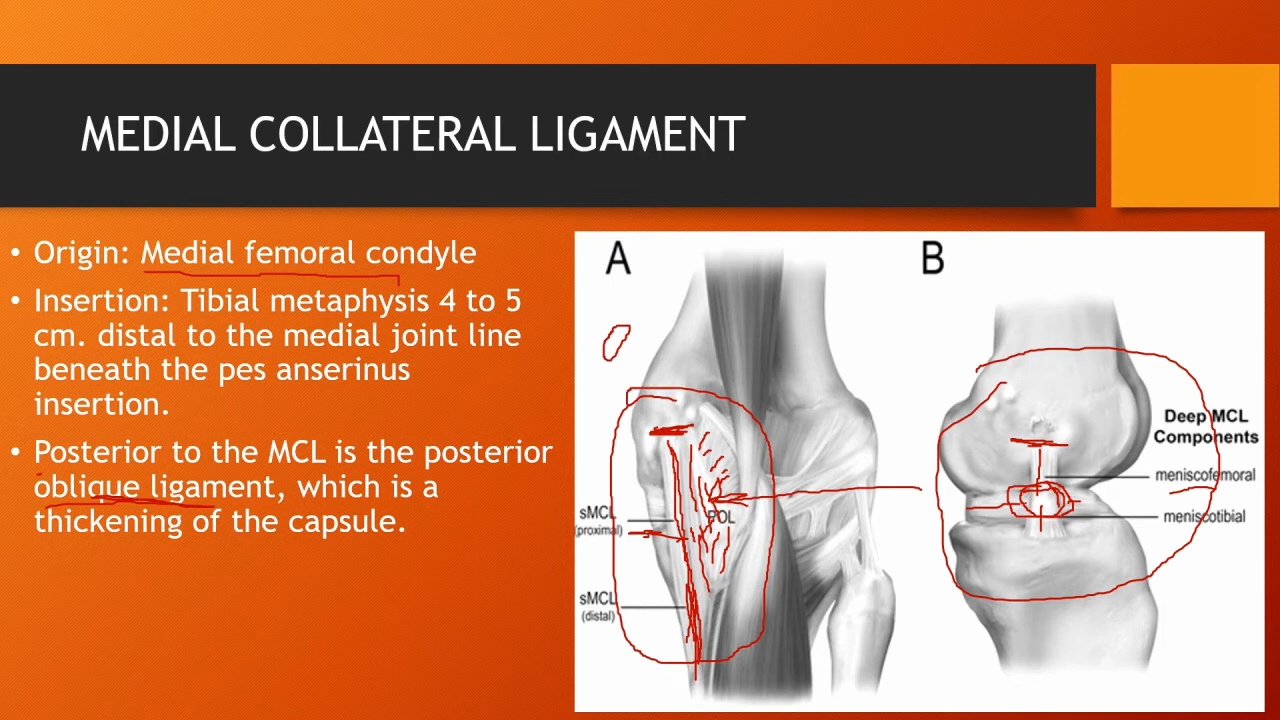 MEDIAL COLLATERAL LIGAMENT
• Origin: Medial femoral condyle
• Insertion: Tibial metaphysis 4 to 5
cm. distal to the medial joint line
beneath the pes anserinus
insertion.
• Posterior to the MCL is the posterior
oblique ligament, which is a
thickening of the capsule.
A
sMCL
(proximal)
POL
sMCL
(distal)
B
Deep MCL
Components
meniscofemoral
meniscotibial